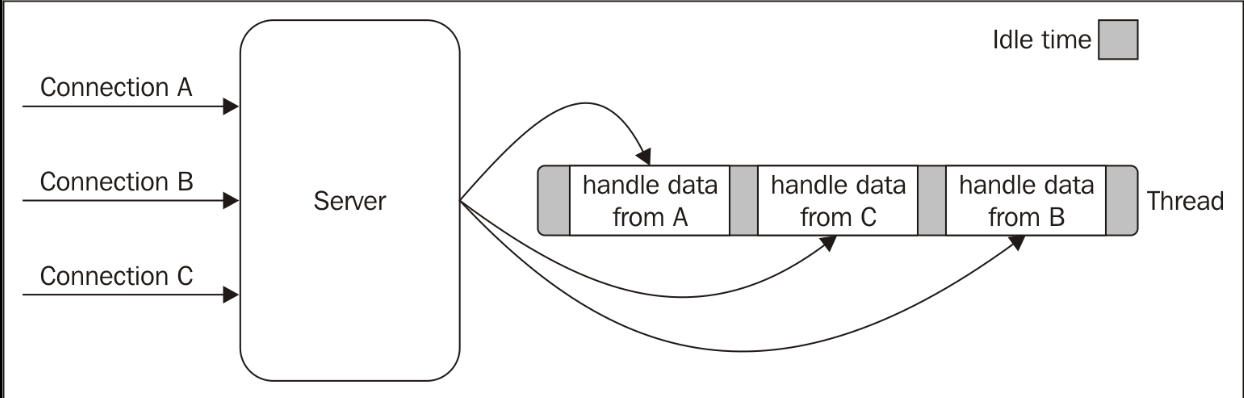 Idle time
Connection A
Connection B
Connection C
Server
handle data
from A
handle data
from C
handle data
from B
Thread